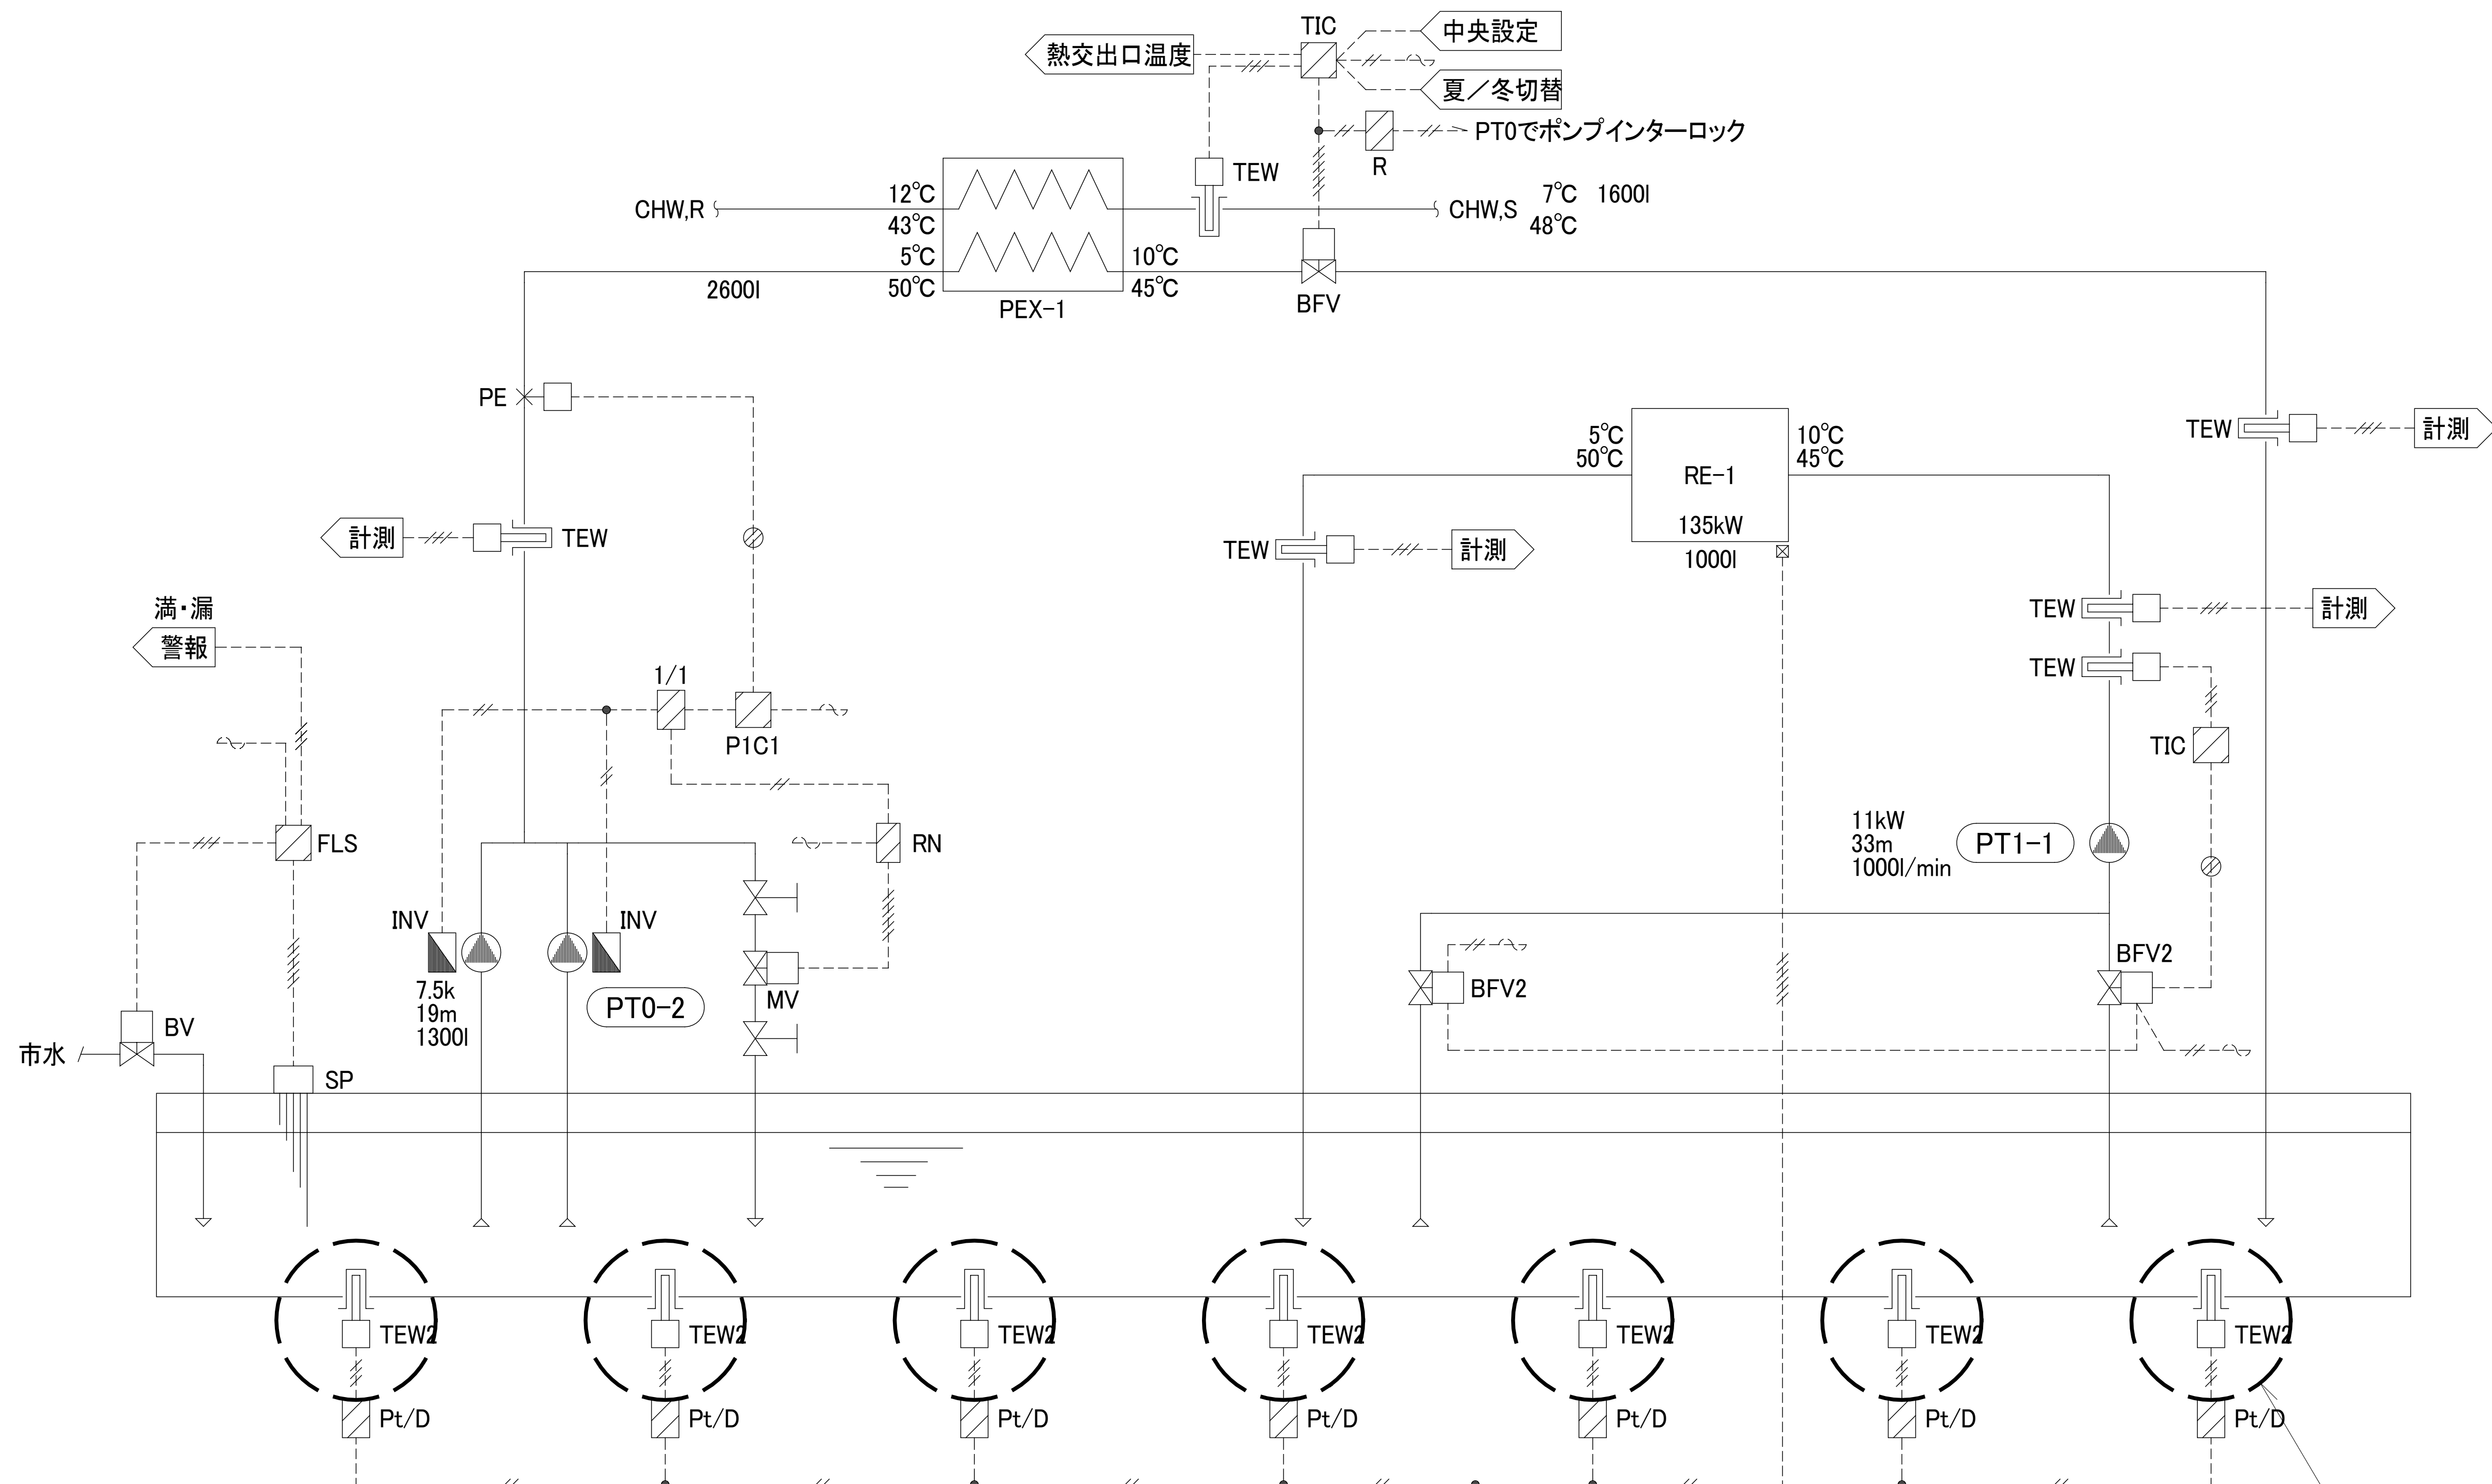 TIC
中央設定
熱交出口温度
夏／冬切替
PT0でポンプインターロック
R
TEW
CHW,R
12℃
43℃
5℃
50℃
2600l
PEX-1
10℃
45℃
BFV
CHW,S
7℃ 1600l
48℃
PE
5℃
50℃
RE-1
135kW
1000l
10℃
45℃
TEW
計測
計測
TEW
TEW
計測
TEW
計測
TEW
TIC
満・漏
警報
1/1
P1C1
FLS
RN
11kW
33m
1000l/min
PT1-1
INV
INV
7.5k
19m
1300l
PT0-2
MV
BFV2
BFV2
BV
市水
SP
TEW2
TEW2
TEW2
TEW2
TEW2
TEW2
TEW2
Pt/D
Pt/D
Pt/D
Pt/D
Pt/D
Pt/D
Pt/D